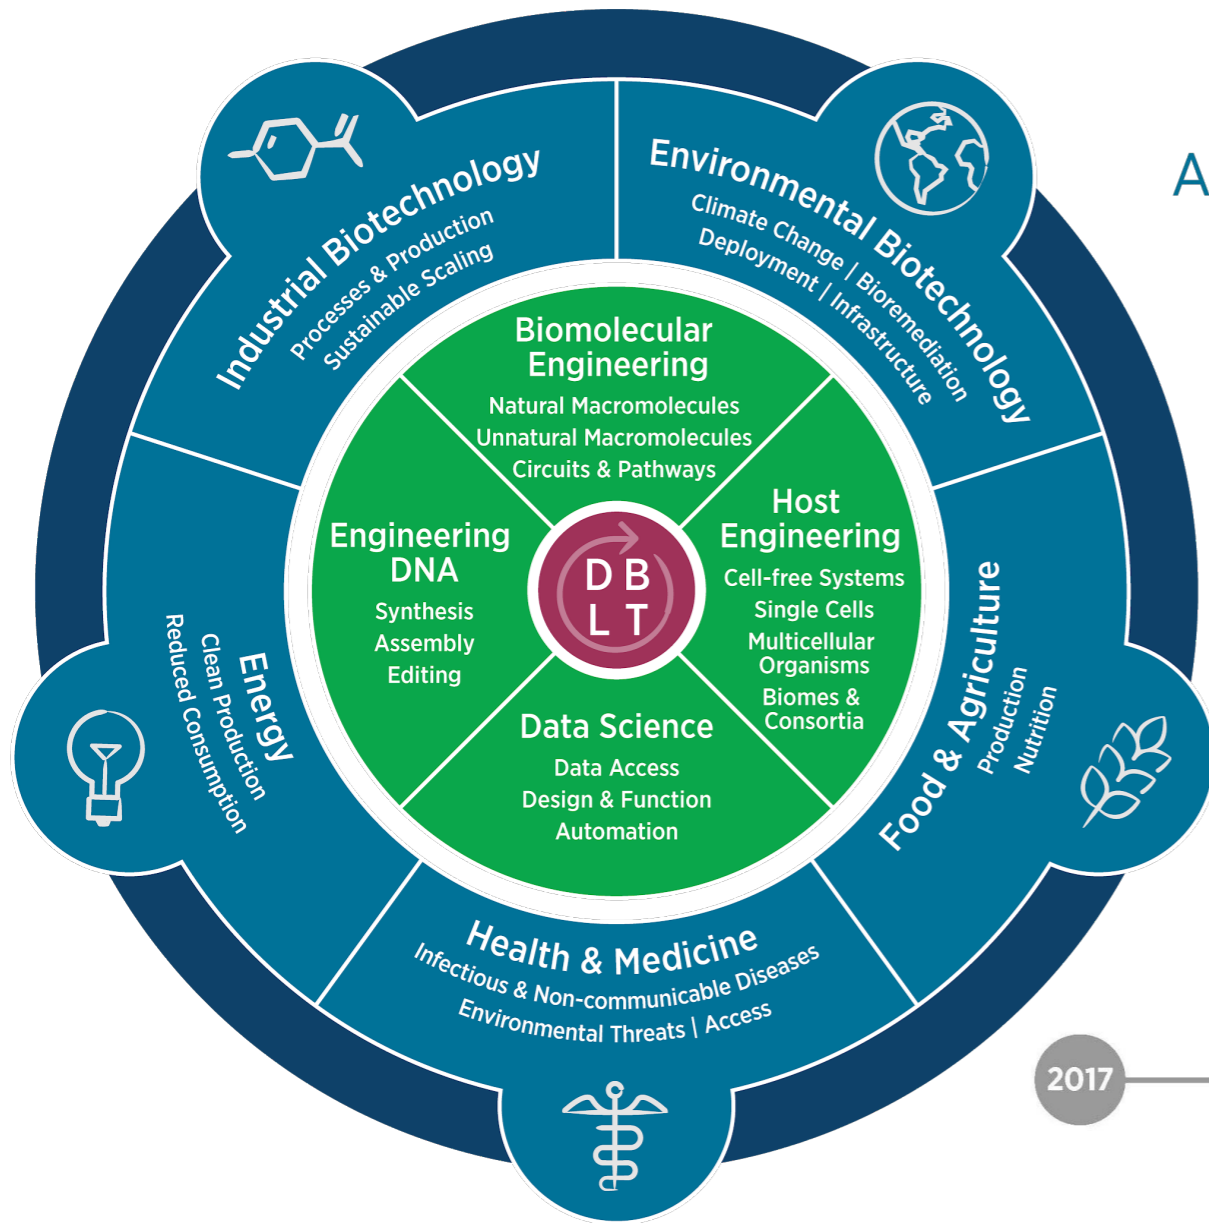 Industrial Biotechnology
Processes & Production
Sustainable Scaling
Environmental Biotechnology
Climate Change | Bioremediation
Deployment | Infrastructure
A
Biomolecular
Engineering
Natural Macromolecules
Unnatural Macromolecules
Circuits & Pathways
Engineering
DNA
Synthesis
Assembly
Editing
D B
L T
Host
Engineering
Cell-free Systems
Single Cells
Multicellular
Organisms
Biomes &
Consortia
Data Science
Data Access
Design & Function
Automation
Energy
Clean Production
Reduced Consumption
Food & Agriculture
Production
Nutrition
Health & Medicine
Infectious & Non-communicable Diseases
Environmental Threats | Access
2017